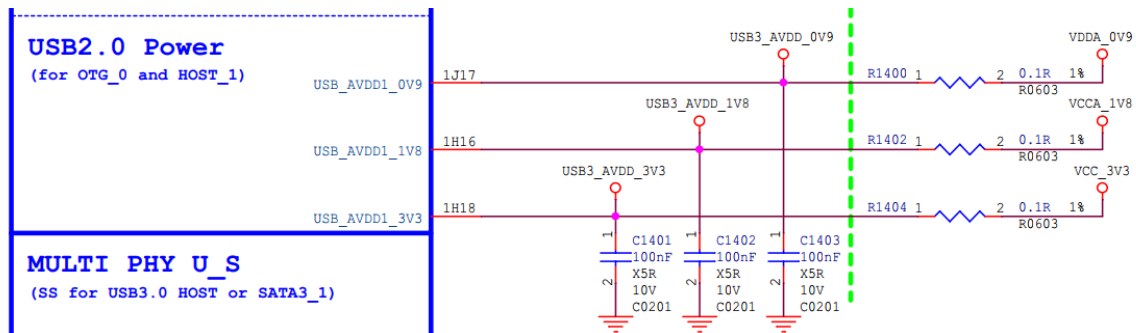 USB2.0 Power
(for OTG_0 and HOST_1)
USB_AVDD1_0V9 1J17
USB_AVDD1_1V8 1H16
USB_AVDD1_3V3 1H18
MULTI PHY U_S
(SS for USB3.0 HOST or SATA3_1)
USB3_AVDD_0V9
USB3_AVDD_1V8
USB3_AVDD_3V3
R1400 1 2 0.1R 1%
R0603
VDDA_0V9
R1402 1 2 0.1R 1%
R0603
VCCA_1V8
R1404 1 2 0.1R 1%
R0603
VCC_3V3
1 C1401
100nF
2 X5R
10V
C0201
1 C1402
100nF
2 X5R
10V
C0201
1 C1403
100nF
2 X5R
10V
C0201